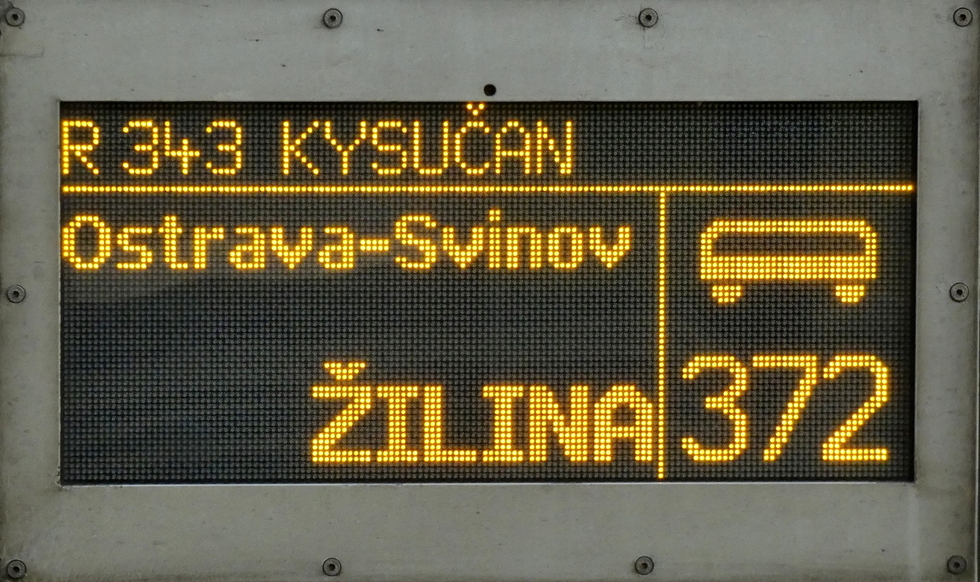 R 343 KYSUČAN
Ostrava-Svinov
ŽILINA
372